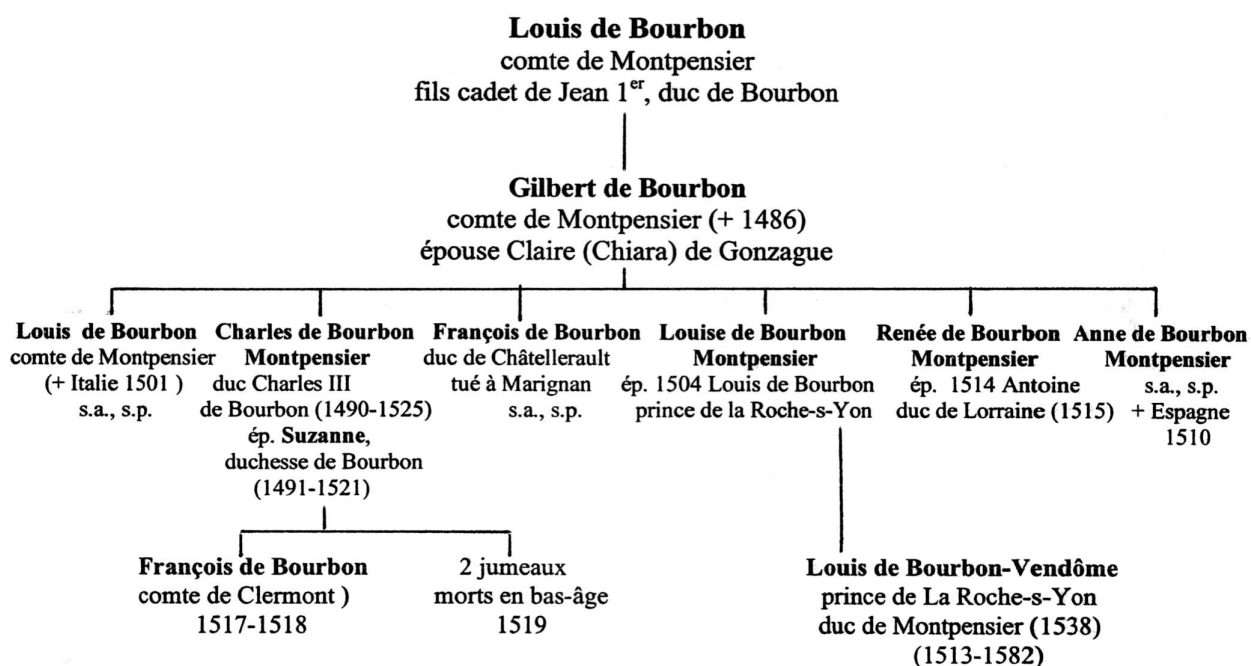 Louis de Bourbon
comte de Montpensier
fils cadet de Jean 1er, duc de Bourbon
Gilbert de Bourbon
comte de Montpensier (+ 1486)
épouse Claire (Chiara) de Gonzague
Louis de Bourbon
comte de Montpensier
(+ Italie 1501 )
s.a., s.p.
Charles de Bourbon
Montpensier
duc Charles III
de Bourbon (1490-1525)
ép. Suzanne,
duchesse de Bourbon
(1491-1521)
François de Bourbon
duc de Châtellerault
tué à Marignan
s.a., s.p.
Louise de Bourbon
Montpensier
ép. 1504 Louis de Bourbon
prince de la Roche-s-Yon
Renée de Bourbon
Montpensier
ép. 1514 Antoine
duc de Lorraine (1515)
Anne de Bourbon
Montpensier
s.a., s.p.
+ Espagne
1510
François de Bourbon
comte de Clermont )
1517-1518
2 jumeaux
morts en bas-âge
1519
Louis de Bourbon-Vendôme
prince de La Roche-s-Yon
duc de Montpensier (1538)
(1513-1582)